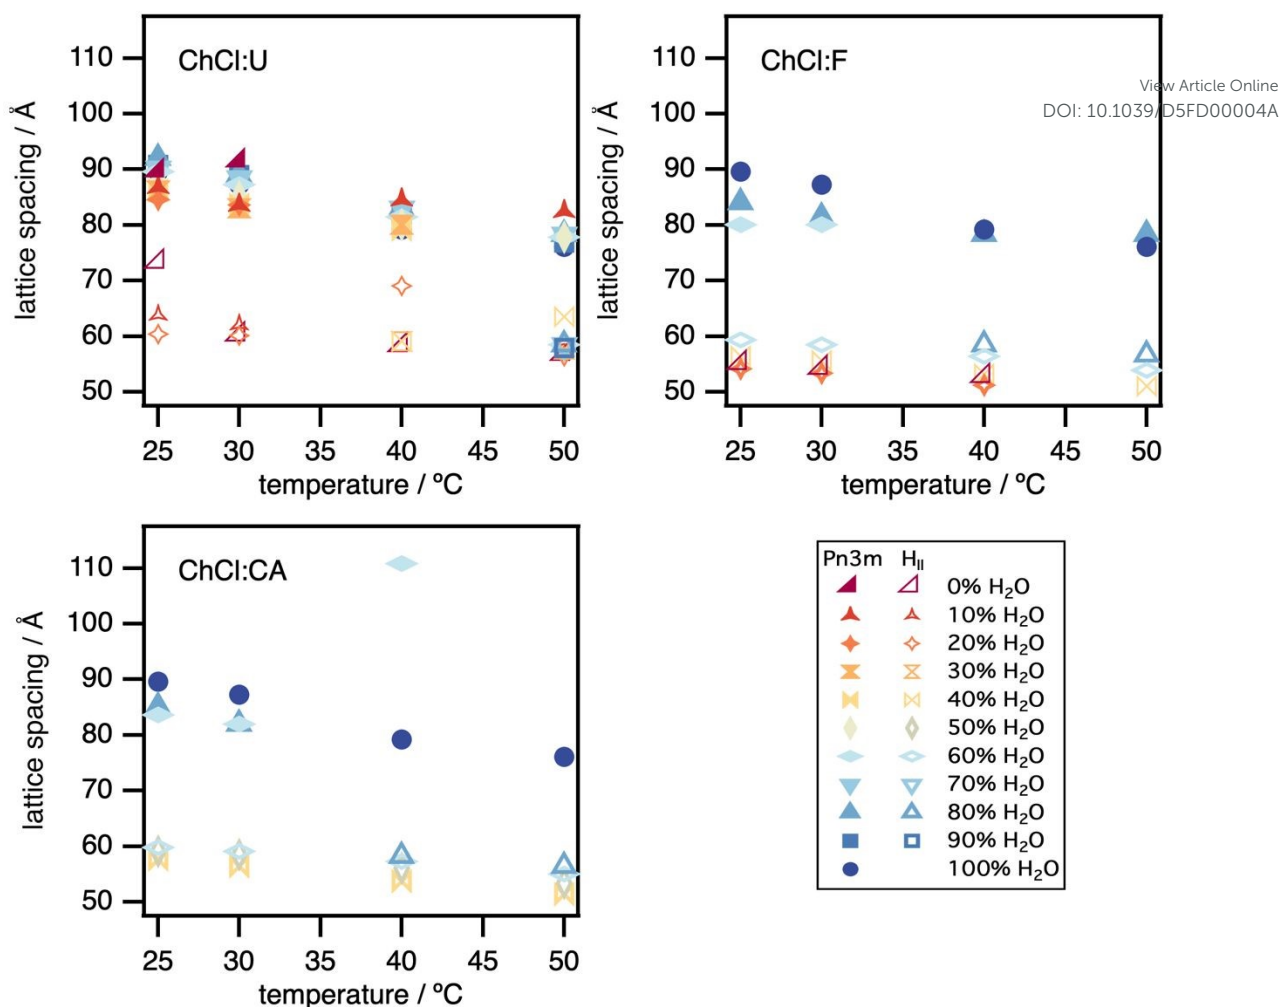 ChCl:U
110
100
90
80
70
60
50
lattice spacing / Å
25 30 35 40 45 50
temperature / ºC
ChCl:F
110
100
90
80
70
60
50
lattice spacing / Å
25 30 35 40 45 50
temperature / ºC
View Article Online
DOI: 10.1039/D5FD00004A
ChCl:CA
110
100
90
80
70
60
50
lattice spacing / Å
25 30 35 40 45 50
temperature / ºC
Pn3m H_II
0% H₂O
10% H₂O
20% H₂O
30% H₂O
40% H₂O
50% H₂O
60% H₂O
70% H₂O
80% H₂O
90% H₂O
100% H₂O